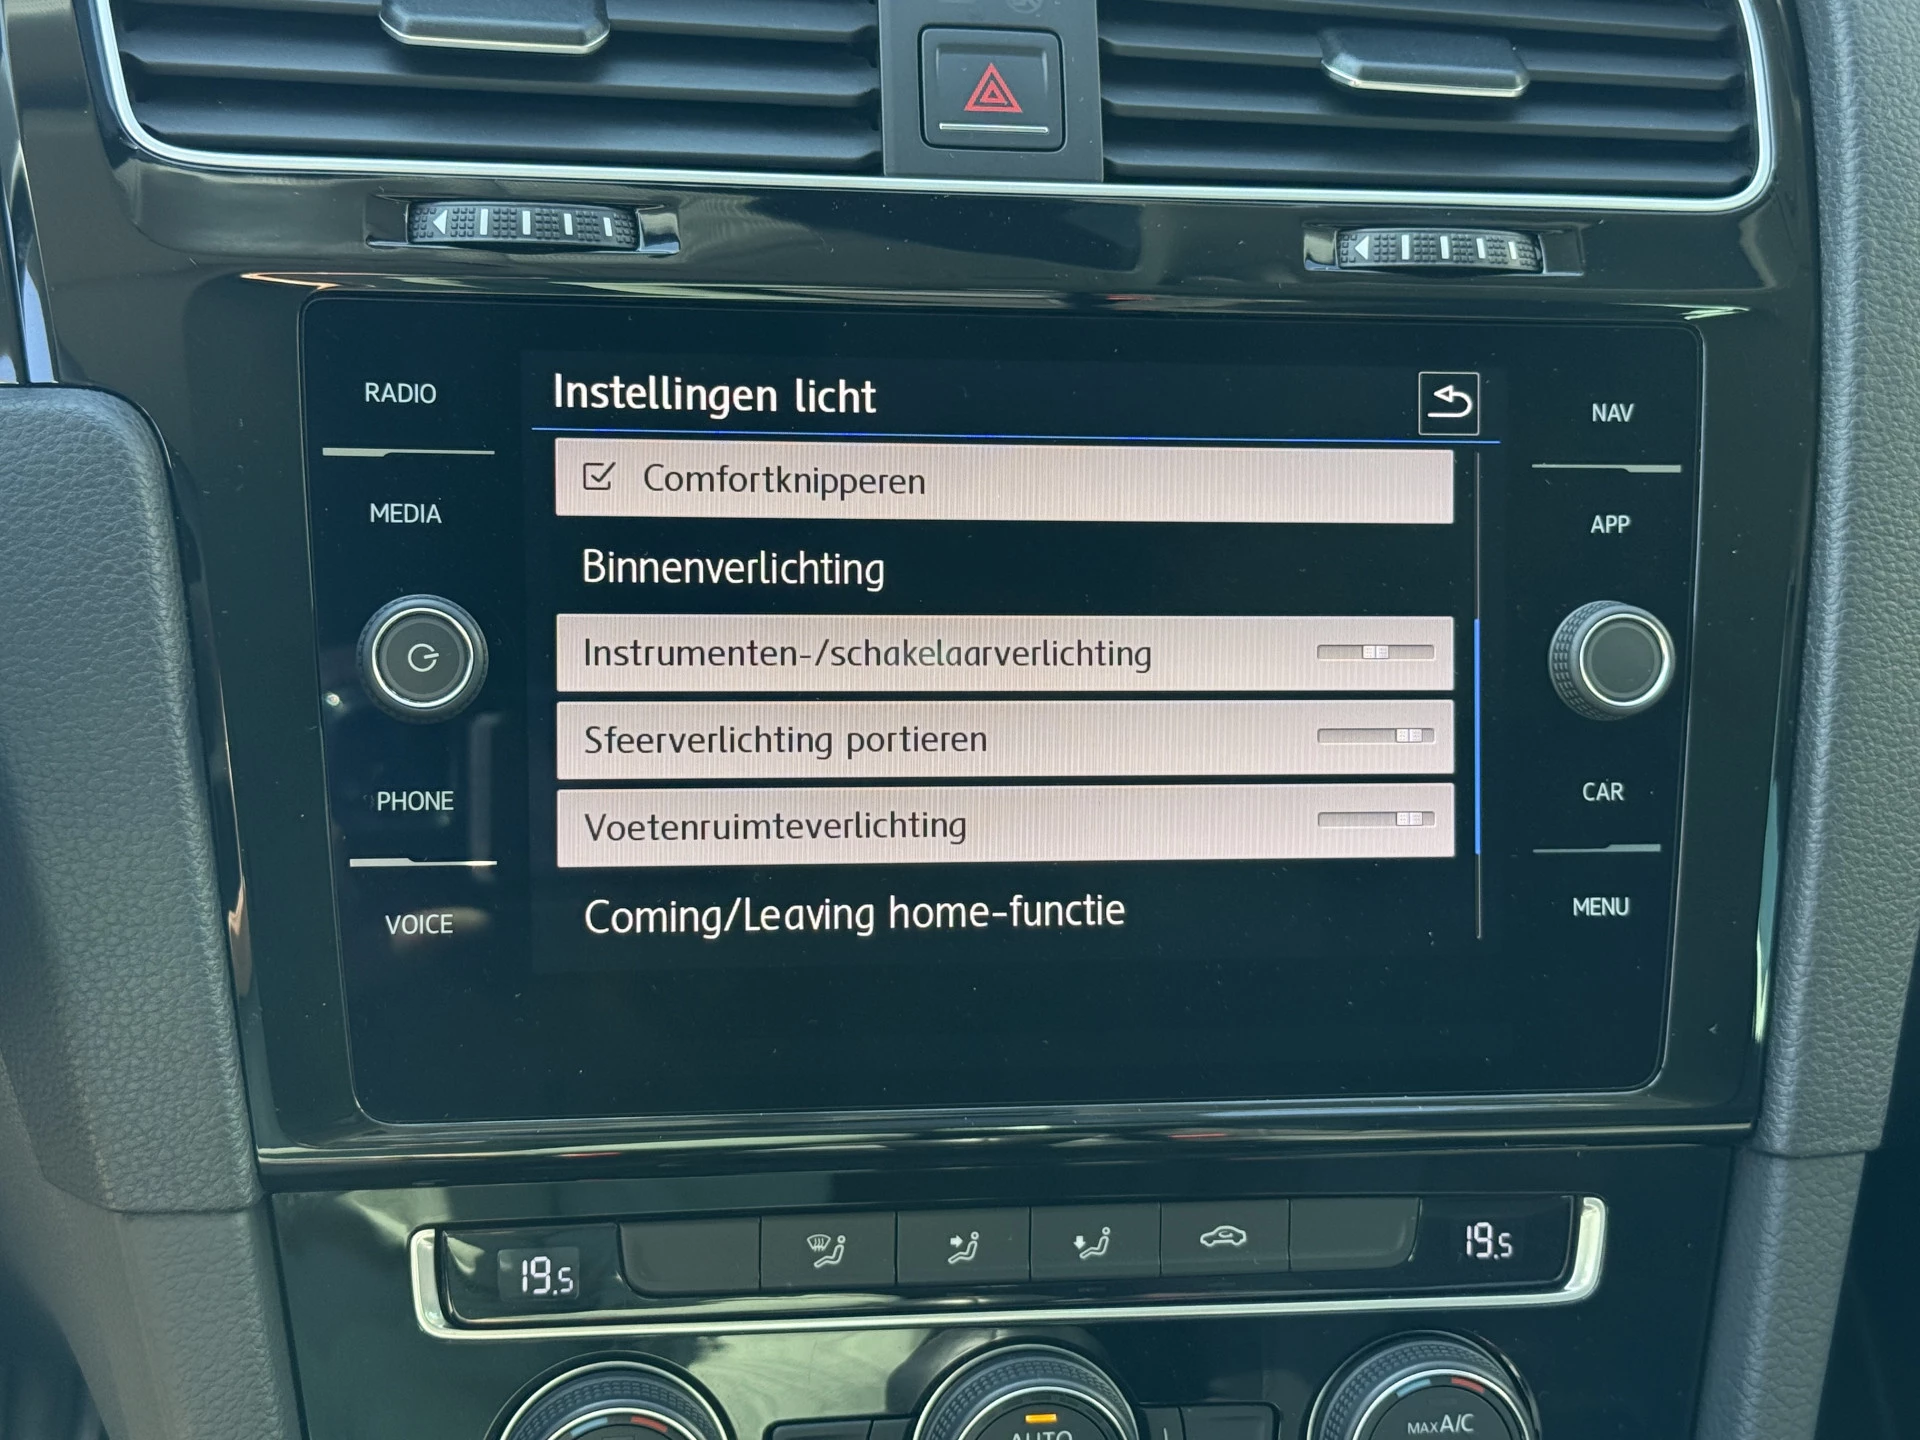 RADIO
MEDIA
PHONE
VOICE
Instellingen licht
Comfortknipperen
Binnenverlichting
Instrumenten-/schakelaarverlichting
Sfeerverlichting portieren
Voetenruimteverlichting
Coming/Leaving home-functie
NAV
APP
CAR
MENU
19.5
19.5
AUTO
MAX A/C